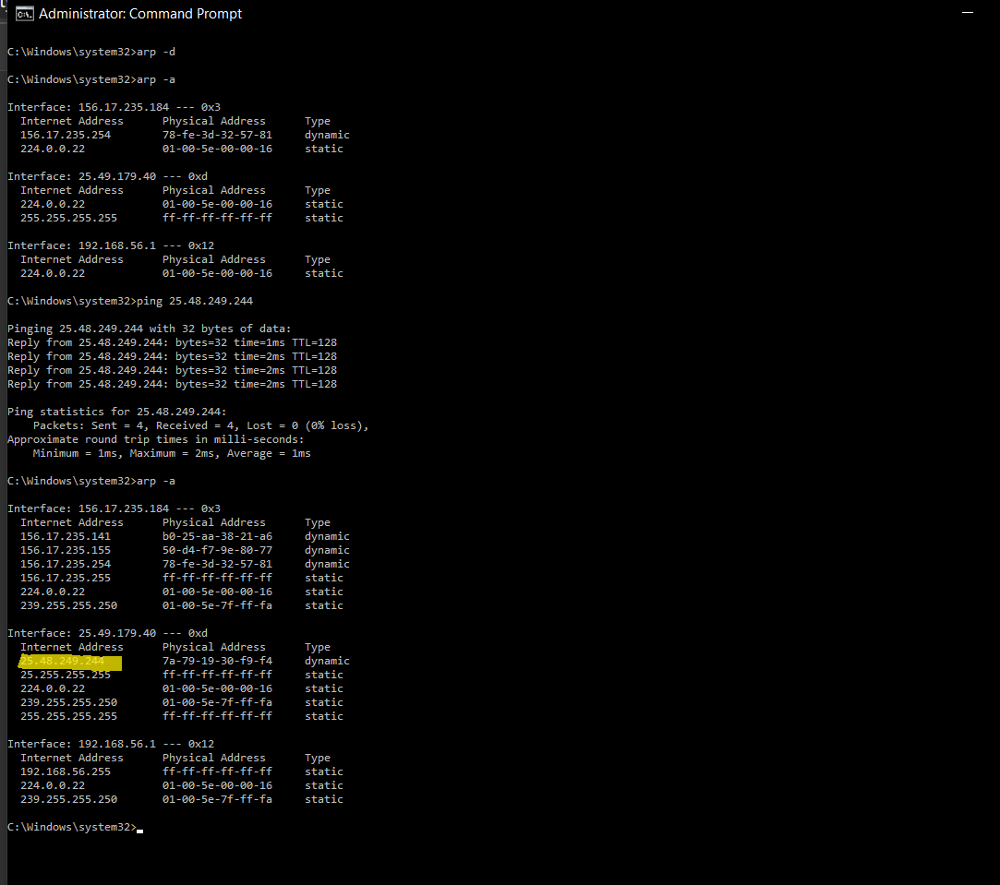 Administrator: Command Prompt
C:\Windows\system32>arp -d
C:\Windows\system32>arp -a
Interface: 156.17.235.184 --- 0x3
Internet Address Physical Address Type
156.17.235.254 78-fe-3d-32-57-81 dynamic
224.0.0.22 01-00-5e-00-00-16 static
Interface: 25.49.179.40 --- 0xd
Internet Address Physical Address Type
224.0.0.22 01-00-5e-00-00-16 static
255.255.255.255 ff-ff-ff-ff-ff-ff static
Interface: 192.168.56.1 --- 0x12
Internet Address Physical Address Type
224.0.0.22 01-00-5e-00-00-16 static
C:\Windows\system32>ping 25.48.249.244
Pinging 25.48.249.244 with 32 bytes of data:
Reply from 25.48.249.244: bytes=32 time=1ms TTL=128
Reply from 25.48.249.244: bytes=32 time=2ms TTL=128
Reply from 25.48.249.244: bytes=32 time=2ms TTL=128
Reply from 25.48.249.244: bytes=32 time=2ms TTL=128
Ping statistics for 25.48.249.244:
Packets: Sent = 4, Received = 4, Lost = 0 (0% loss),
Approximate round trip times in milli-seconds:
Minimum = 1ms, Maximum = 2ms, Average = 1ms
C:\Windows\system32>arp -a
Interface: 156.17.235.184 --- 0x3
Internet Address Physical Address Type
156.17.235.141 b0-25-aa-38-21-a6 dynamic
156.17.235.155 50-d4-f7-9e-80-77 dynamic
156.17.235.254 78-fe-3d-32-57-81 dynamic
156.17.235.255 ff-ff-ff-ff-ff-ff static
224.0.0.22 01-00-5e-00-00-16 static
239.255.255.250 01-00-5e-7f-ff-fa static
Interface: 25.49.179.40 --- 0xd
Internet Address Physical Address Type
25.48.249.244 7a-79-19-30-f9-f4 dynamic
25.255.255.255 ff-ff-ff-ff-ff-ff static
224.0.0.22 01-00-5e-00-00-16 static
239.255.255.250 01-00-5e-7f-ff-fa static
255.255.255.255 ff-ff-ff-ff-ff-ff static
Interface: 192.168.56.1 --- 0x12
Internet Address Physical Address Type
192.168.56.255 ff-ff-ff-ff-ff-ff static
224.0.0.22 01-00-5e-00-00-16 static
239.255.255.250 01-00-5e-7f-ff-fa static
C:\Windows\system32>